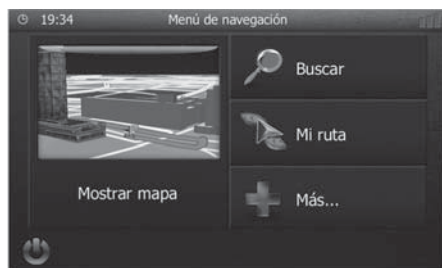 19:34 Menú de navegación
Buscar
Mi ruta
Mostrar mapa
Más...